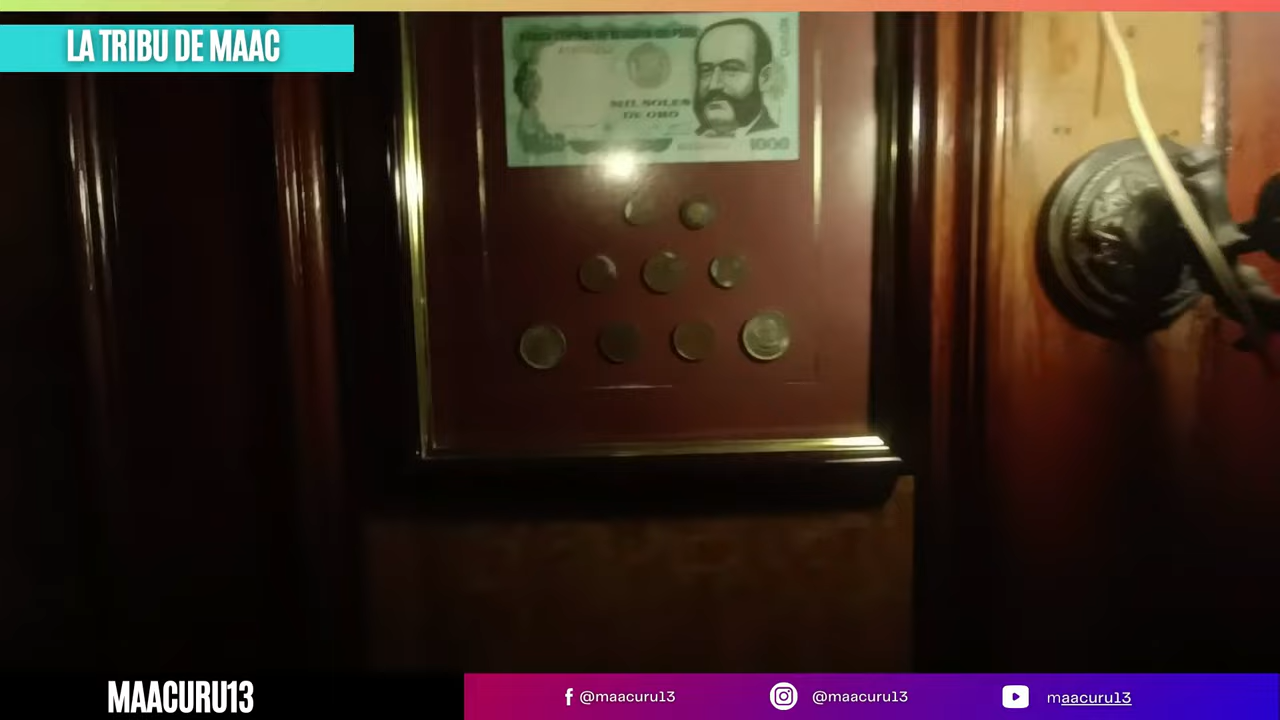 LA TRIBU DE MAAC
MIL SOLES
DE ORO
1000
MAACURU13
@maacuru13
@maacuru13
maacuru13